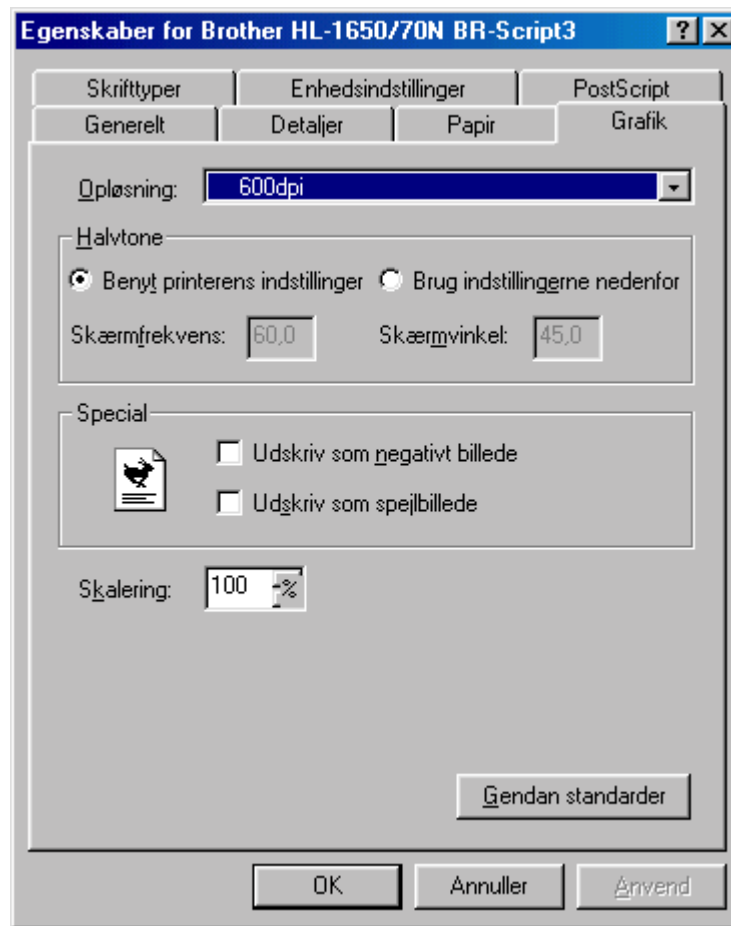 Egenskaber for Brother HL-1650/70N BR-Script3
Skrifttyper Enhedsindstillinger PostScript
Generelt Detaljer Papir Grafik
Opløsning: 600dpi
Halvtone
Benyt printerens indstillinger Brug indstillingerne nedenfor
Skærmfrekvens: 60,0 Skærmvinkel: 45,0
Special
Udskriv som negativt billede
Udskriv som spejlbillede
Skalering: 100 %
Gendan standarder
OK Annuller Anvend